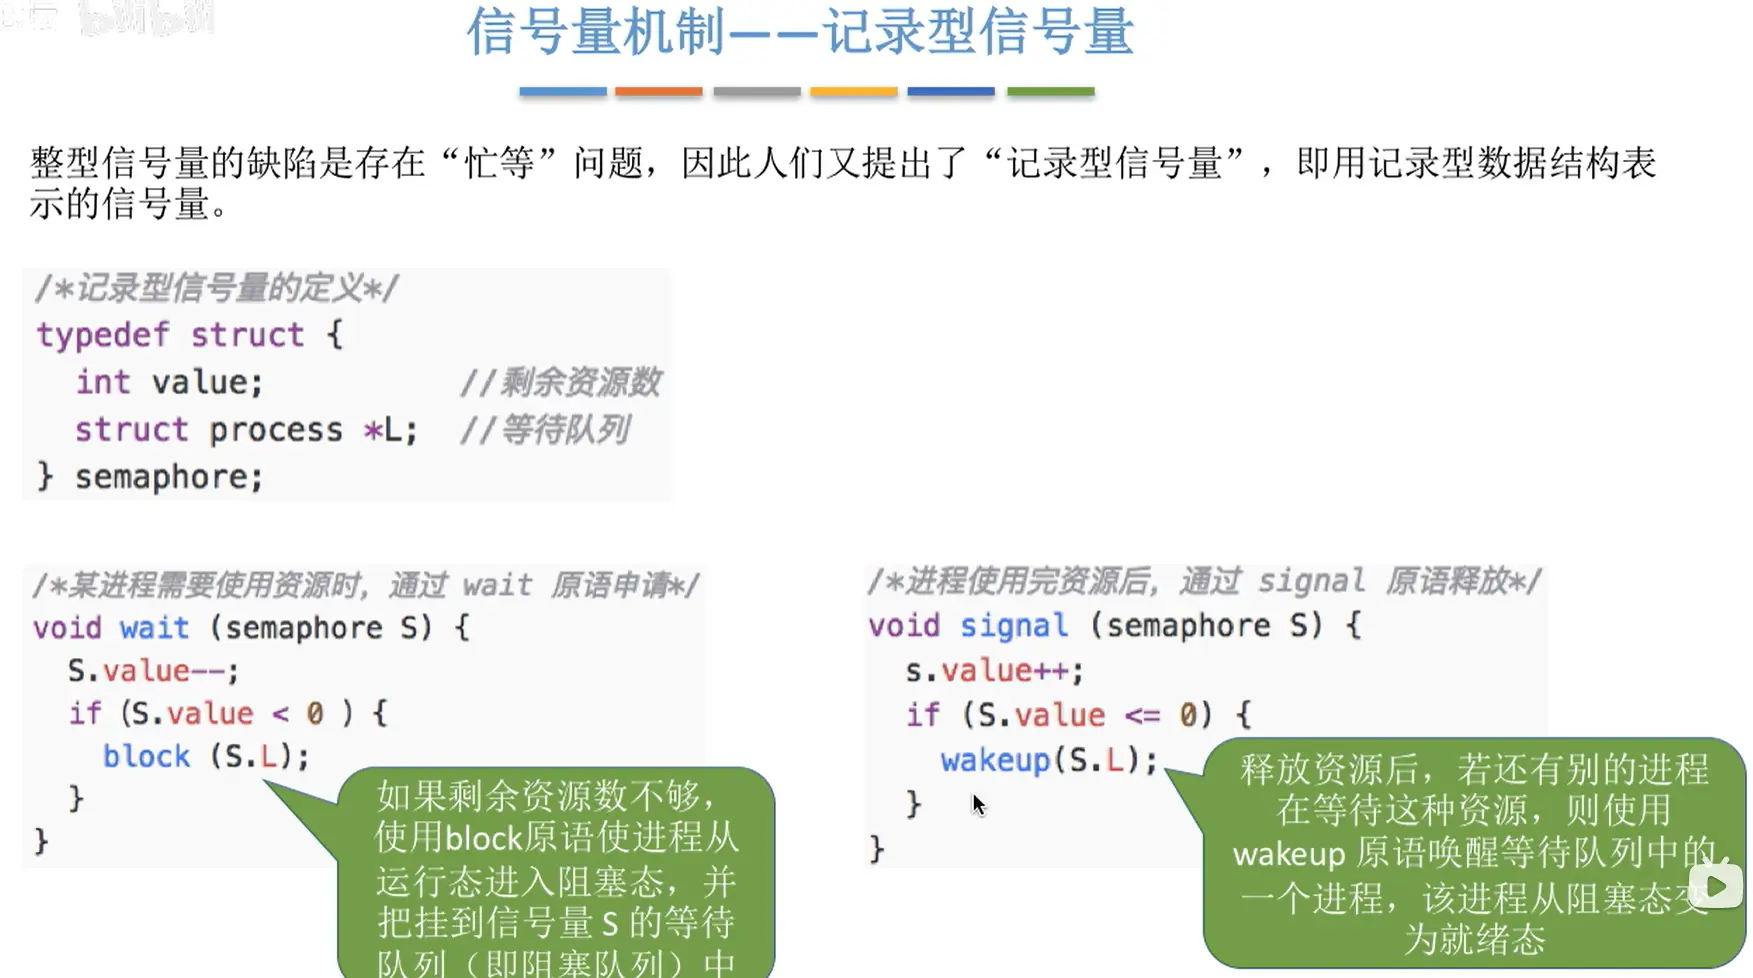 信号量机制——记录型信号量
整型信号量的缺陷是存在“忙等”问题，因此人们又提出了“记录型信号量”，即用记录型数据结构表
示的信号量。
/*记录型信号量的定义*/
typedef struct {
int value; //剩余资源数
struct process *L; //等待队列
} semaphore;
/*某进程需要使用资源时，通过 wait 原语申请*/
void wait (semaphore S) {
S.value--;
if (S.value < 0 ) {
block (S.L);
}
}
如果剩余资源数不够，
使用block原语使进程从
运行态进入阻塞态，并
把挂到信号量 S 的等待
队列（即阻塞队列）中
/*进程使用完资源后，通过 signal 原语释放*/
void signal (semaphore S) {
s.value++;
if (S.value <= 0) {
wakeup(S.L);
}
}
释放资源后，若还有别的进程
在等待这种资源，则使用
wakeup 原语唤醒等待队列中的
一个进程，该进程从阻塞态变
为就绪态